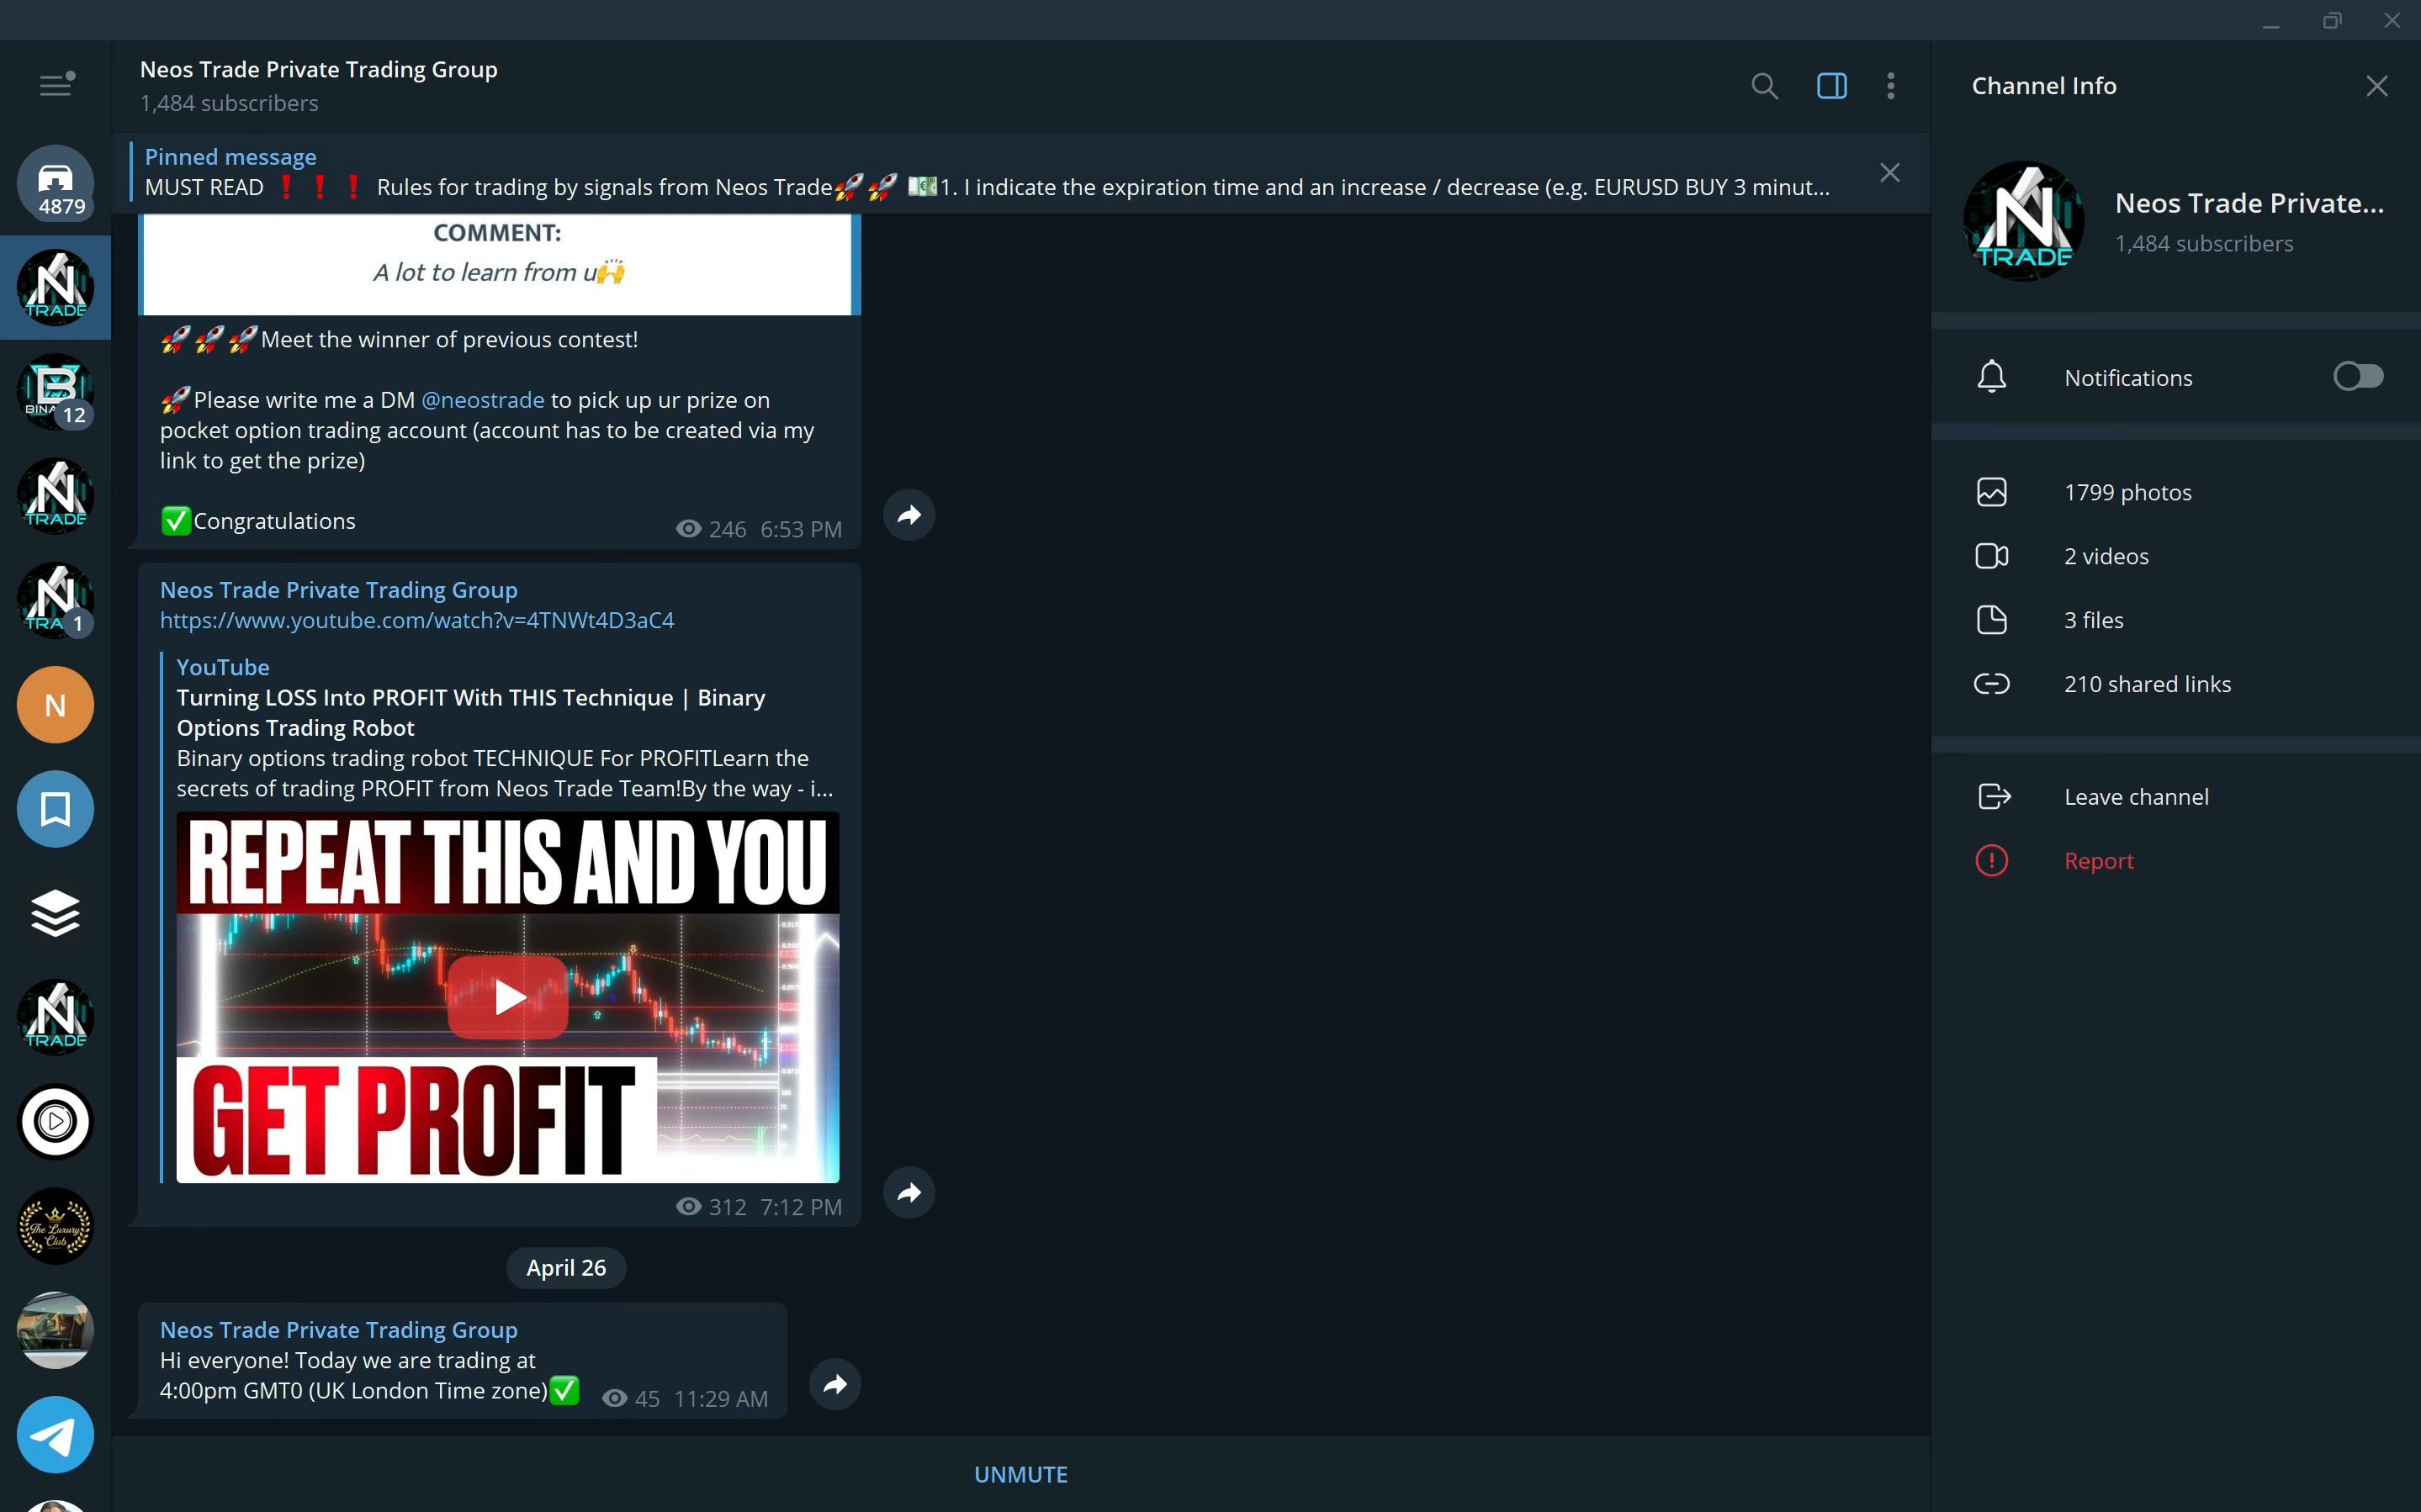 Neos Trade Private Trading Group
1,484 subscribers
Channel Info
Pinned message
MUST READ❗❗❗ Rules for trading by signals from Neos Trade🚀🚀 💵1. I indicate the expiration time and an increase / decrease (e.g. EURUSD BUY 3 minut...
4879
Neos Trade Private...
1,484 subscribers
N
TRADE
N
TRADE
COMMENT:
A lot to learn from u🙌
🚀🚀🚀Meet the winner of previous contest!
🚀Please write me a DM @neostrade to pick up ur prize on
pocket option trading account (account has to be created via my
link to get the prize)
✅Congratulations
246 6:53 PM
Notifications
B
12
N
TRADE
1799 photos
2 videos
3 files
210 shared links
Neos Trade Private Trading Group
https://www.youtube.com/watch?v=4TNWt4D3aC4
YouTube
Turning LOSS Into PROFIT With THIS Technique | Binary
Options Trading Robot
Binary options trading robot TECHNIQUE For PROFITLearn the
secrets of trading PROFIT from Neos Trade Team!By the way - i...
N
1
N
Leave channel
Report
REPEAT THIS AND YOU
GET PROFIT
312 7:12 PM
N
TRADE
The Luxury
Club
April 26
Neos Trade Private Trading Group
Hi everyone! Today we are trading at
4:00pm GMT0 (UK London Time zone)✅
45 11:29 AM
UNMUTE